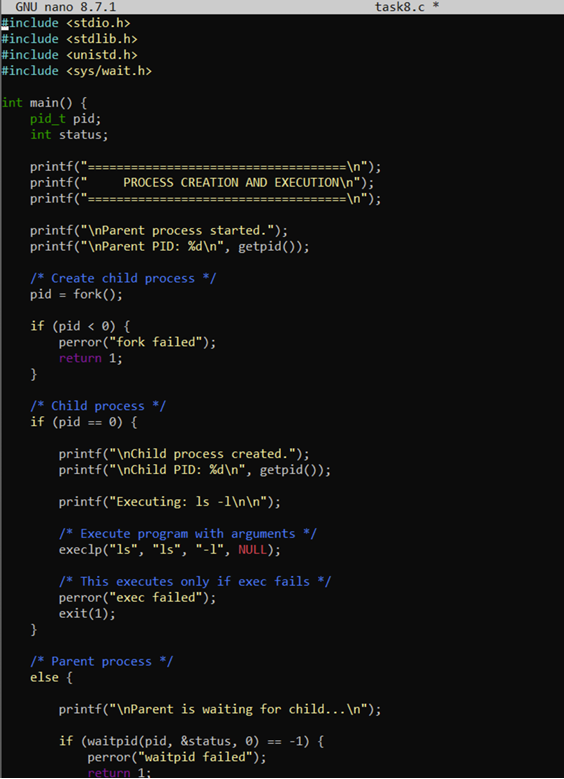 GNU nano 8.7.1 task8.c *
#include <stdio.h>
#include <stdlib.h>
#include <unistd.h>
#include <sys/wait.h>
int main() {
    pid_t pid;
    int status;
    printf("====================================\n");
    printf("     PROCESS CREATION AND EXECUTION\n");
    printf("====================================\n");
    printf("\nParent process started.");
    printf("\nParent PID: %d\n", getpid());
    /* Create child process */
    pid = fork();
    if (pid < 0) {
        perror("fork failed");
        return 1;
    }
    /* Child process */
    if (pid == 0) {
        printf("\nChild process created.");
        printf("\nChild PID: %d\n", getpid());
        printf("Executing: ls -l\n\n");
        /* Execute program with arguments */
        execlp("ls", "ls", "-l", NULL);
        /* This executes only if exec fails */
        perror("exec failed");
        exit(1);
    }
    /* Parent process */
    else {
        printf("\nParent is waiting for child...\n");
        if (waitpid(pid, &status, 0) == -1) {
            perror("waitpid failed");
            return 1;